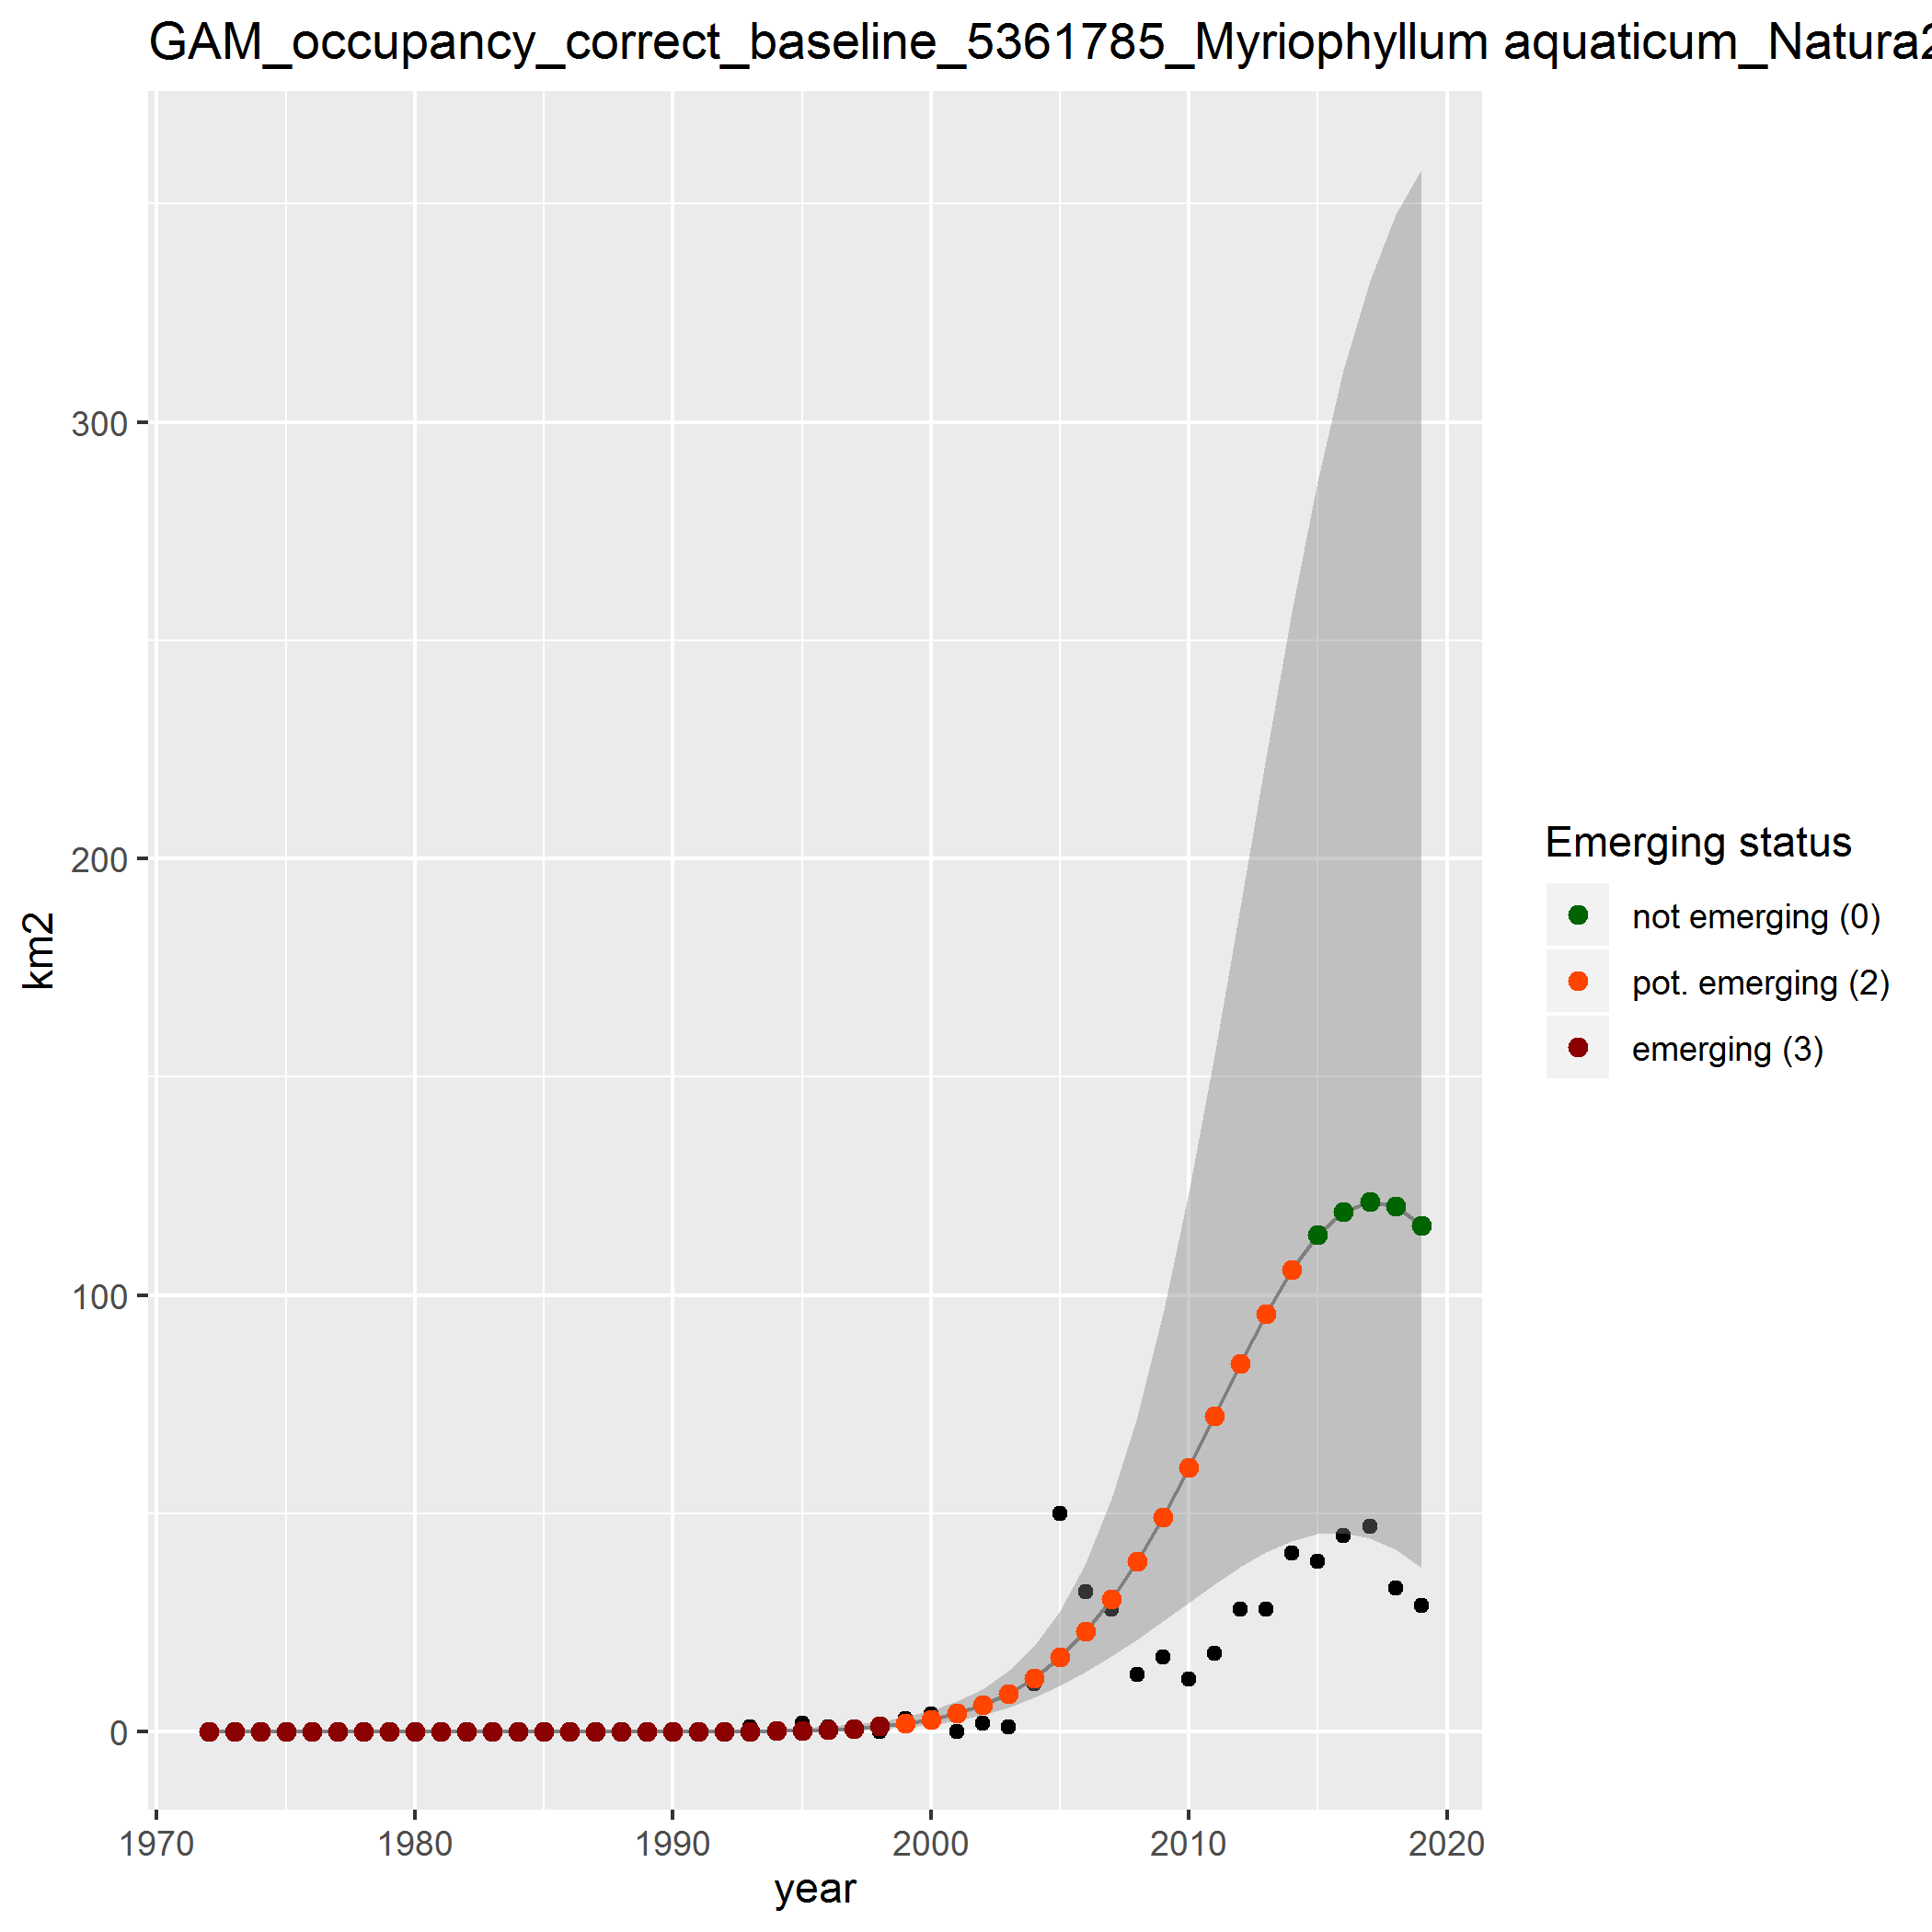 GAM_occupancy_correct_baseline_5361785_Myriophyllum aquaticum_Natura2
300
200
100
0
km2
1970 1980 1990 2000 2010 2020
year
Emerging status
not emerging (0)
pot. emerging (2)
emerging (3)